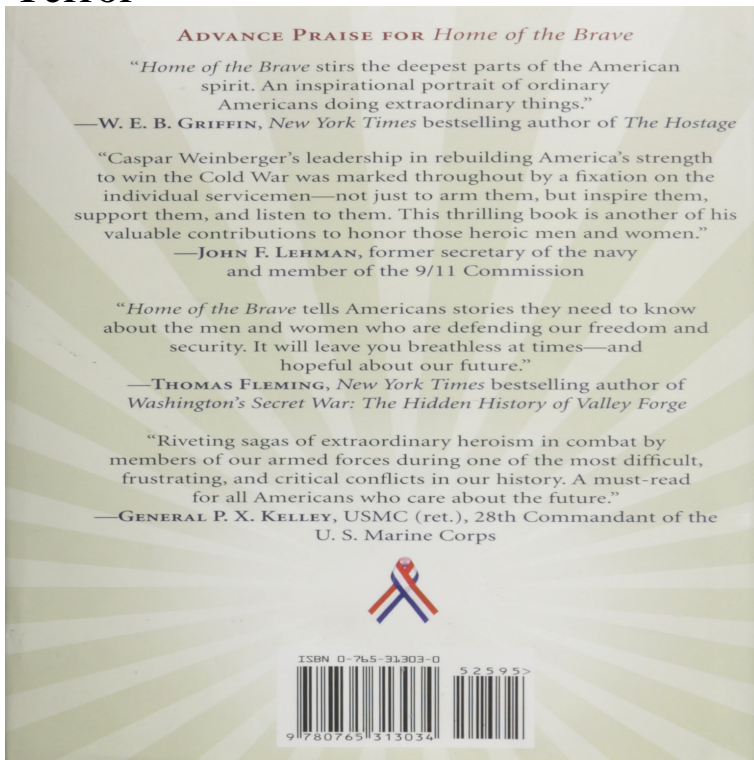 Terror
ADVANCE PRAISE FOR Home of the Brave
“Home of the Brave stirs the deepest parts of the American
spirit. An inspirational portrait of ordinary
Americans doing extraordinary things.”
—W. E. B. GRIFFIN, New York Times bestselling author of The Hostage
“Caspar Weinberger’s leadership in rebuilding America’s strength
to win the Cold War was marked throughout by a fixation on the
individual servicemen—not just to arm them, but inspire them,
support them, and listen to them. This thrilling book is another of his
valuable contributions to honor those heroic men and women.”
—JOHN F. LEHMAN, former secretary of the navy
and member of the 9/11 Commission
“Home of the Brave tells Americans stories they need to know
about the men and women who are defending our freedom and
security. It will leave you breathless at times—and
hopeful about our future.”
—THOMAS FLEMING, New York Times bestselling author of
Washington’s Secret War: The Hidden History of Valley Forge
“Riveting sagas of extraordinary heroism in combat by
members of our armed forces during one of the most difficult,
frustrating, and critical conflicts in our history. A must-read
for all Americans who care about the future.”
—GENERAL P. X. KELLEY, USMC (ret.), 28th Commandant of the
U. S. Marine Corps
ISBN 0-765-31303-0
52595>
9 780765 313034